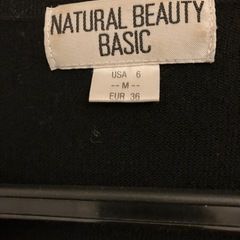 NATURAL BEAUTY
BASIC
USA 6
-- M --
EUR 36